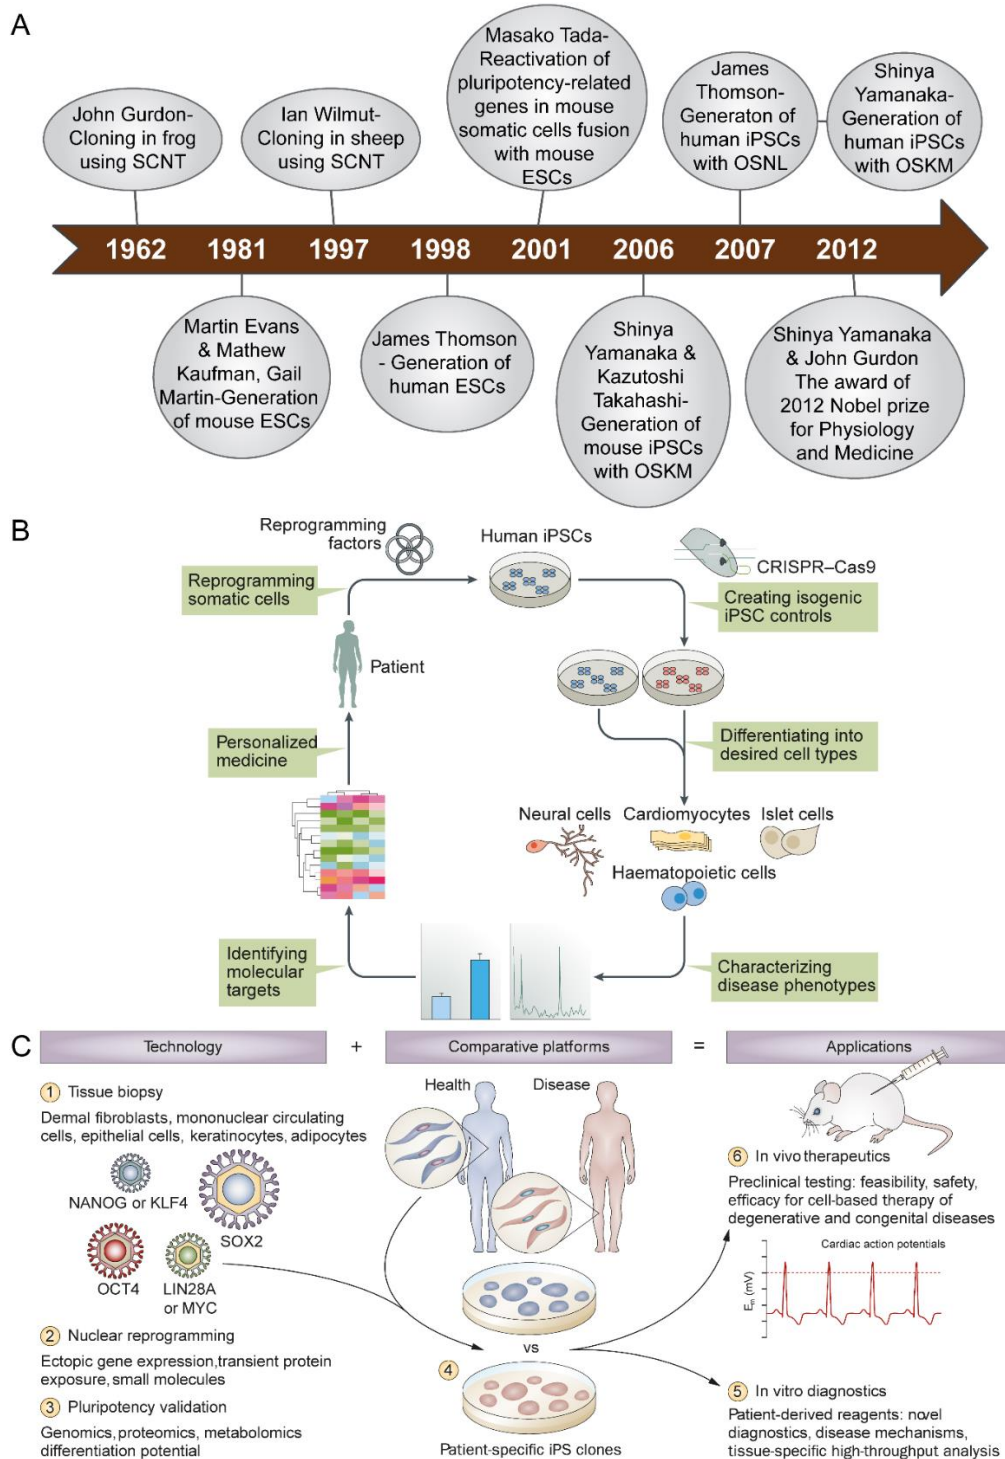 A
John Gurdon-
Cloning in frog
using SCNT
Ian Wilmut-
Cloning in sheep
using SCNT
Masako Tada-
Reactivation of
pluripotency-related
genes in mouse
somatic cells fusion
with mouse
ESCs
James
Thomson-
Generaton of
human iPSCs
with OSNL
Shinya
Yamanaka-
Generation of
human iPSCs
with OSKM
1962 1981 1997 1998 2001 2006 2007 2012
Martin Evans
& Mathew
Kaufman, Gail
Martin-Generation
of mouse ESCs
James Thomson
- Generation of
human ESCs
Shinya
Yamanaka &
Kazutoshi
Takahashi-
Generation of
mouse iPSCs
with OSKM
Shinya Yamanaka
& John Gurdon
The award of
2012 Nobel prize
for Physiology
and Medicine
B
Reprogramming
factors
Human iPSCs
CRISPR–Cas9
Reprogramming
somatic cells
Creating isogenic
iPSC controls
Patient
Personalized
medicine
Differentiating into
desired cell types
Neural cells
Cardiomyocytes
Islet cells
Haematopoietic cells
Identifying
molecular
targets
Characterizing
disease phenotypes
C
Technology + Comparative platforms = Applications
1 Tissue biopsy
Dermal fibroblasts, mononuclear circulating
cells, epithelial cells, keratinocytes, adipocytes
NANOG or KLF4
SOX2
OCT4
LIN28A
or MYC
2 Nuclear reprogramming
Ectopic gene expression,transient protein
exposure, small molecules
3 Pluripotency validation
Genomics, proteomics, metabolomics
differentiation potential
Health
Disease
vs
4
Patient-specific iPS clones
6 In vivo therapeutics
Preclinical testing: feasibility, safety,
efficacy for cell-based therapy of
degenerative and congenital diseases
Cardiac action potentials
Em (mV)
5 In vitro diagnostics
Patient-derived reagents: novel
diagnostics, disease mechanisms,
tissue-specific high-throughput analysis